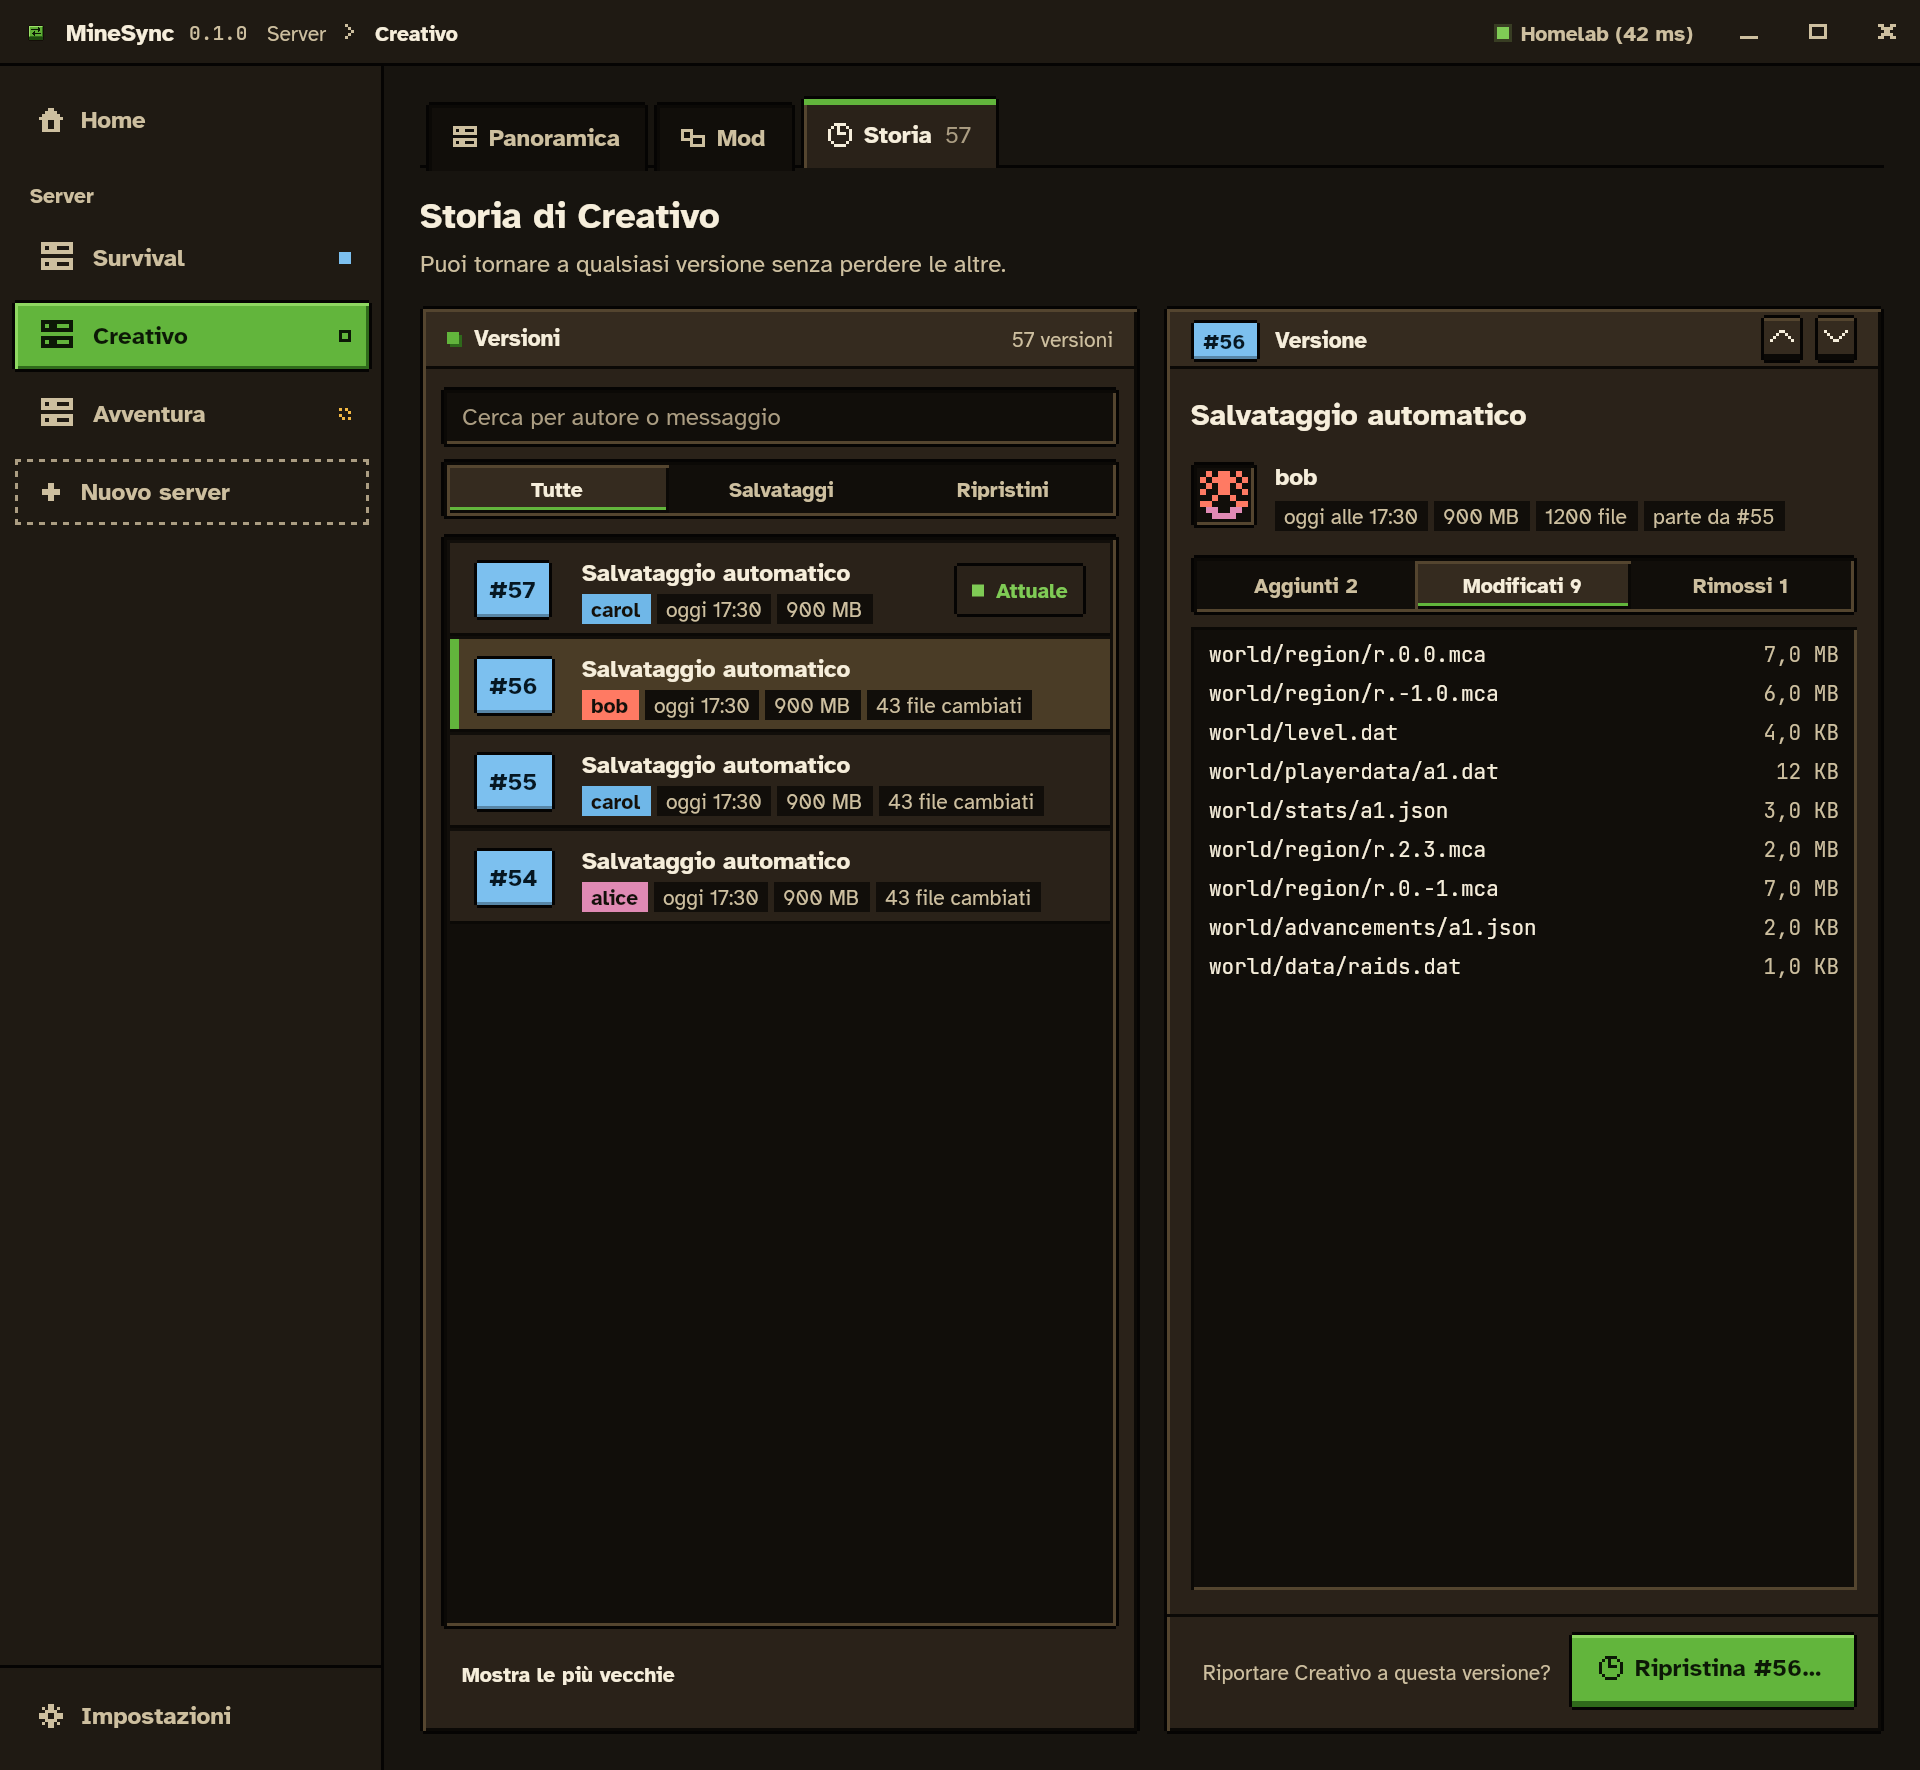 MineSync 0.1.0 Server Creativo
Homelab (42 ms)
Home
Server
Survival
Creativo
Avventura
Nuovo server
Impostazioni
Panoramica
Mod
Storia 57
Storia di Creativo
Puoi tornare a qualsiasi versione senza perdere le altre.
Versioni
57 versioni
Cerca per autore o messaggio
Tutte
Salvataggi
Ripristini
#57
Salvataggio automatico
carol oggi 17:30 900 MB
Attuale
#56
Salvataggio automatico
bob oggi 17:30 900 MB 43 file cambiati
#55
Salvataggio automatico
carol oggi 17:30 900 MB 43 file cambiati
#54
Salvataggio automatico
alice oggi 17:30 900 MB 43 file cambiati
Mostra le più vecchie
#56 Versione
Salvataggio automatico
bob
oggi alle 17:30 900 MB 1200 file parte da #55
Aggiunti 2
Modificati 9
Rimossi 1
world/region/r.0.0.mca 7,0 MB
world/region/r.-1.0.mca 6,0 MB
world/level.dat 4,0 KB
world/playerdata/a1.dat 12 KB
world/stats/a1.json 3,0 KB
world/region/r.2.3.mca 2,0 MB
world/region/r.0.-1.mca 7,0 MB
world/advancements/a1.json 2,0 KB
world/data/raids.dat 1,0 KB
Riportare Creativo a questa versione?
Ripristina #56...